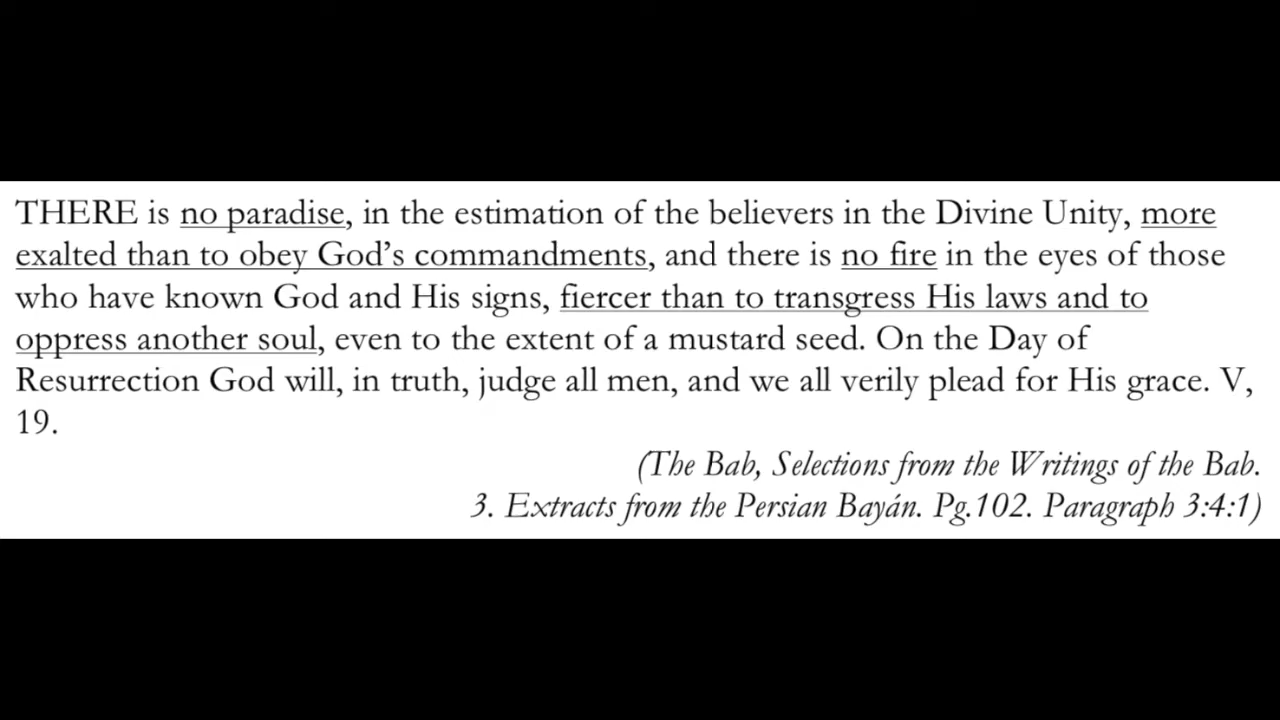 THERE is no paradise, in the estimation of the believers in the Divine Unity, more
exalted than to obey God’s commandments, and there is no fire in the eyes of those
who have known God and His signs, fiercer than to transgress His laws and to
oppress another soul, even to the extent of a mustard seed. On the Day of
Resurrection God will, in truth, judge all men, and we all verily plead for His grace. V,
19.
(The Bab, Selections from the Writings of the Bab.
3. Extracts from the Persian Bayán. Pg.102. Paragraph 3:4:1)